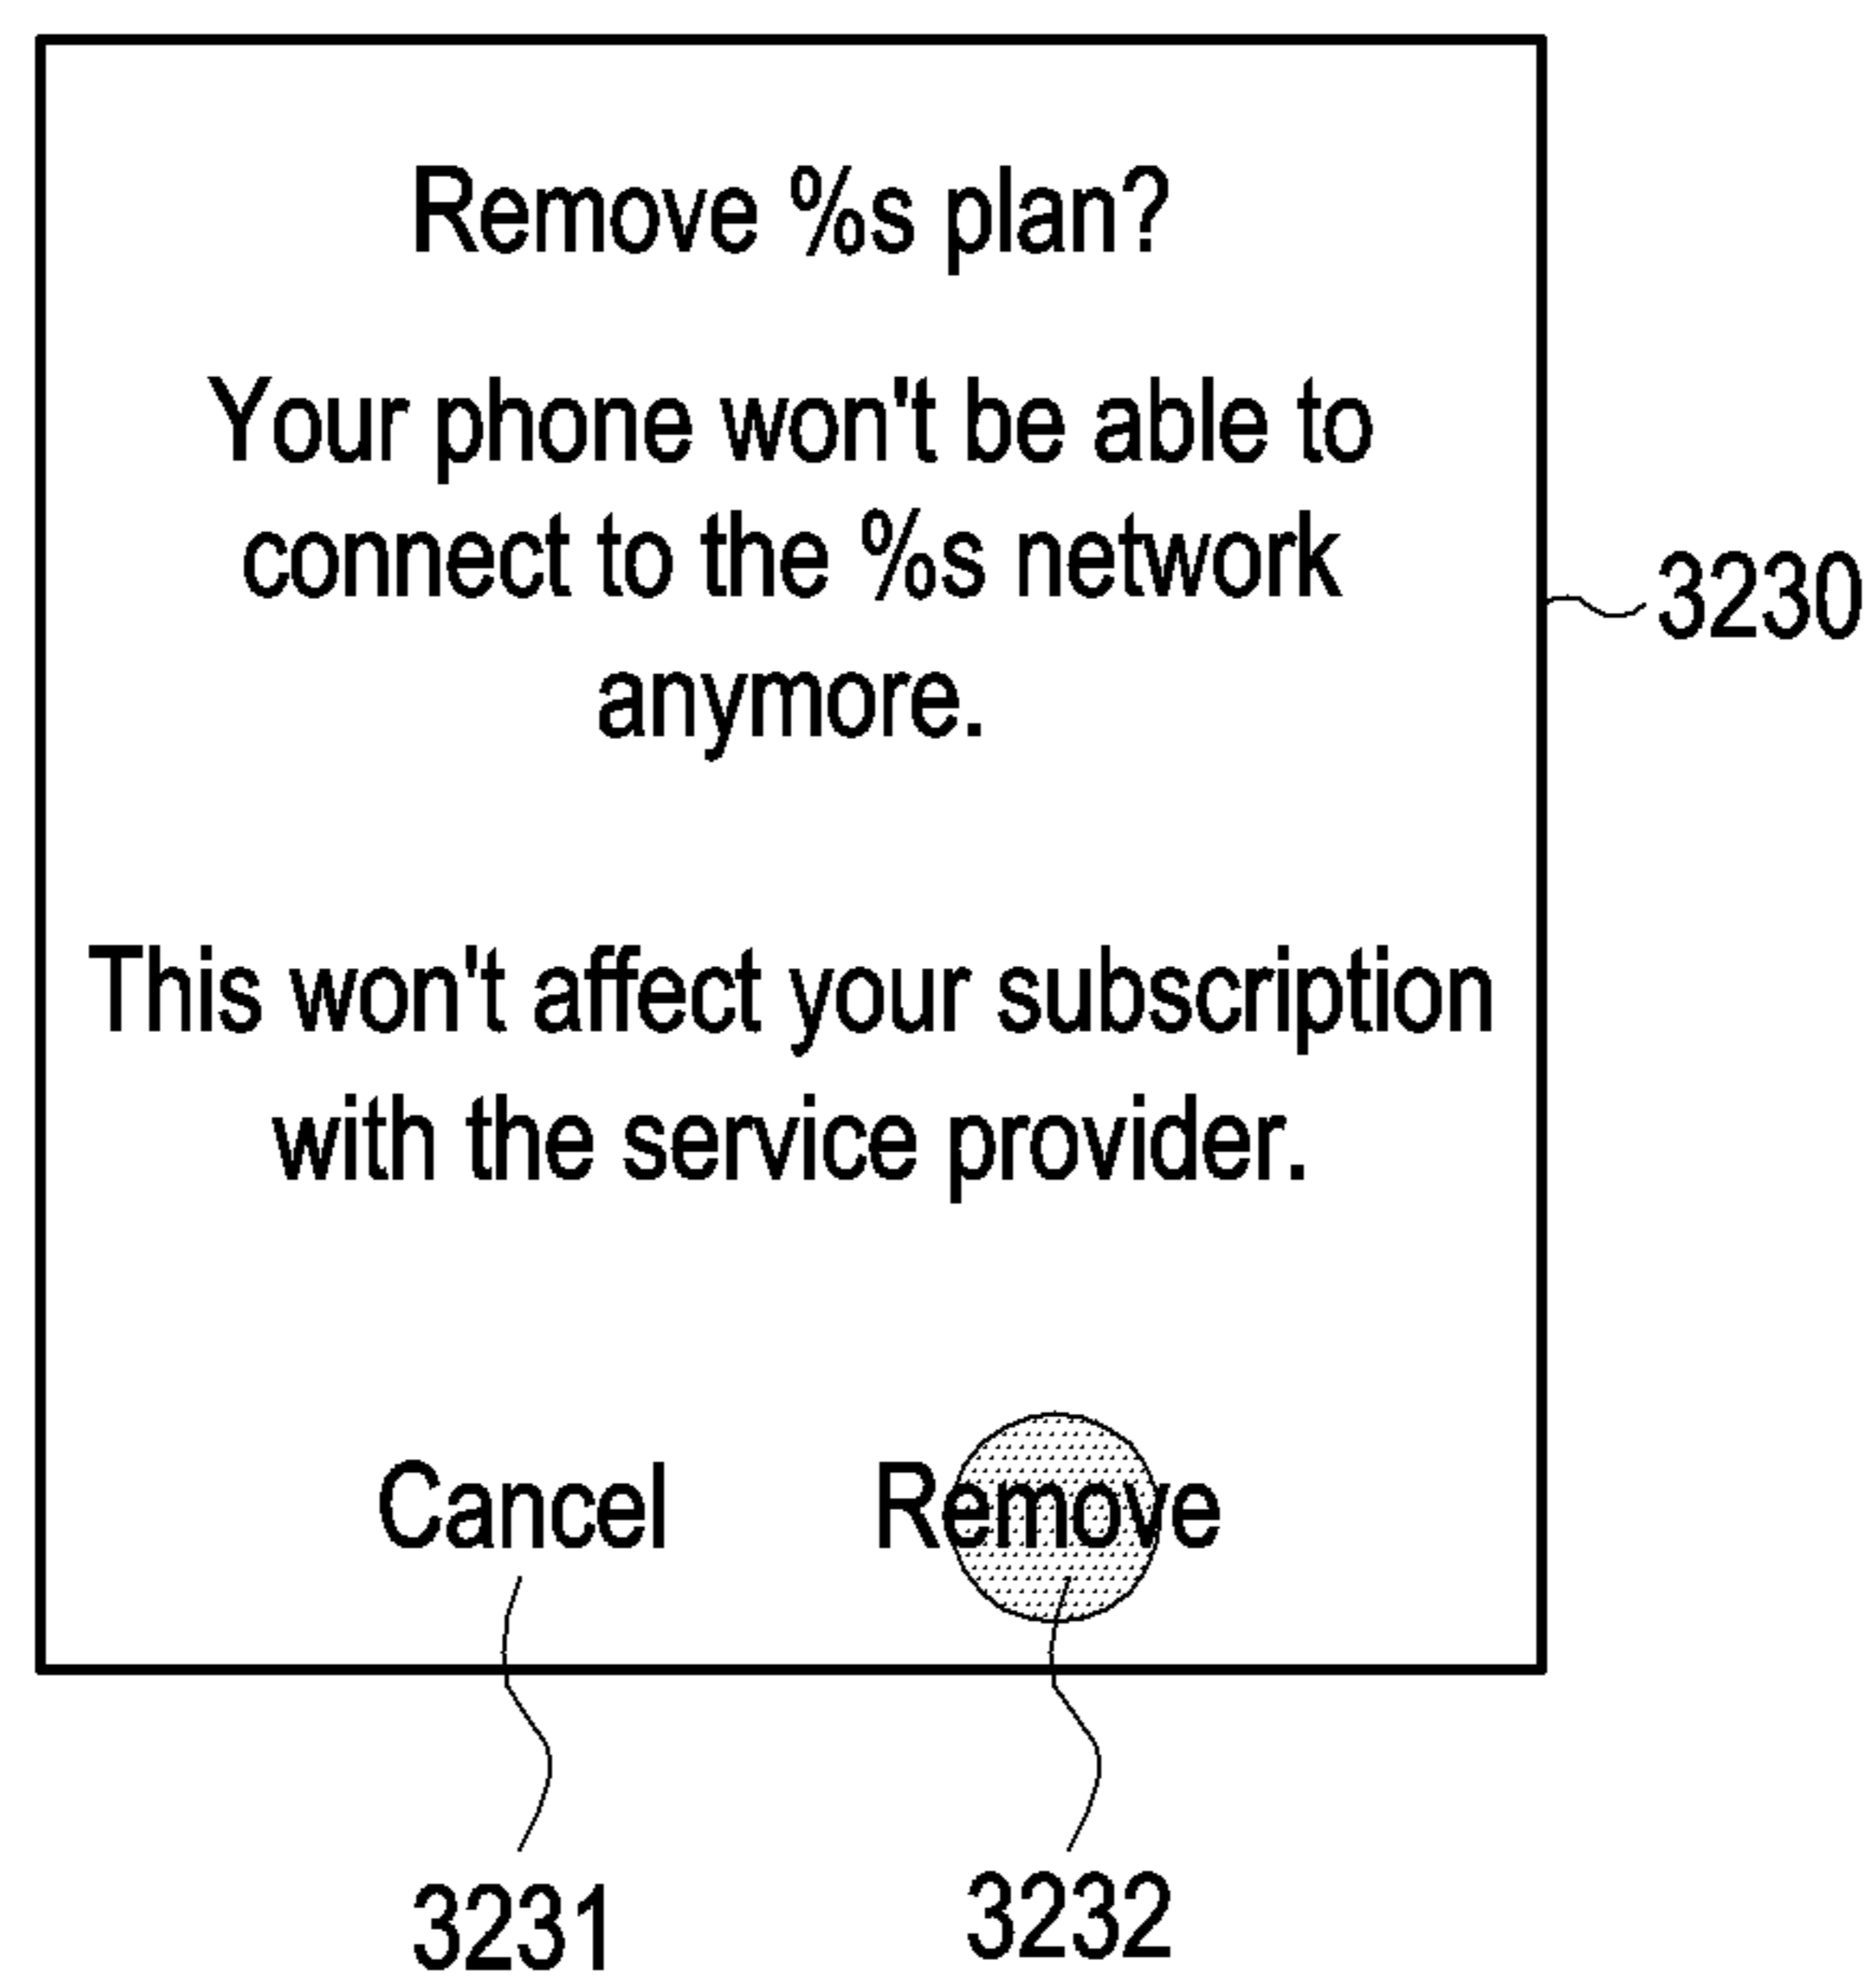 Remove %s plan?
Your phone won't be able to
connect to the %s network
anymore.
3230
This won't affect your subscription
with the service provider.
Cancel Remove
3231 3232